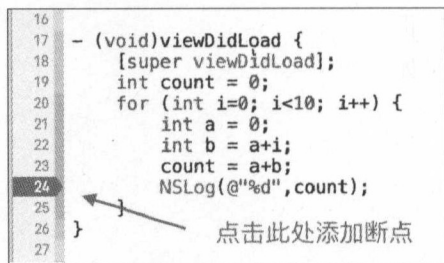 16
17 - (void)viewDidLoad {
18 [super viewDidLoad];
19 int count = 0;
20 for (int i=0; i<10; i++) {
21 int a = 0;
22 int b = a+i;
23 count = a+b;
24 NSLog(@"%d",count);
25 }
26 }
点击此处添加断点
27